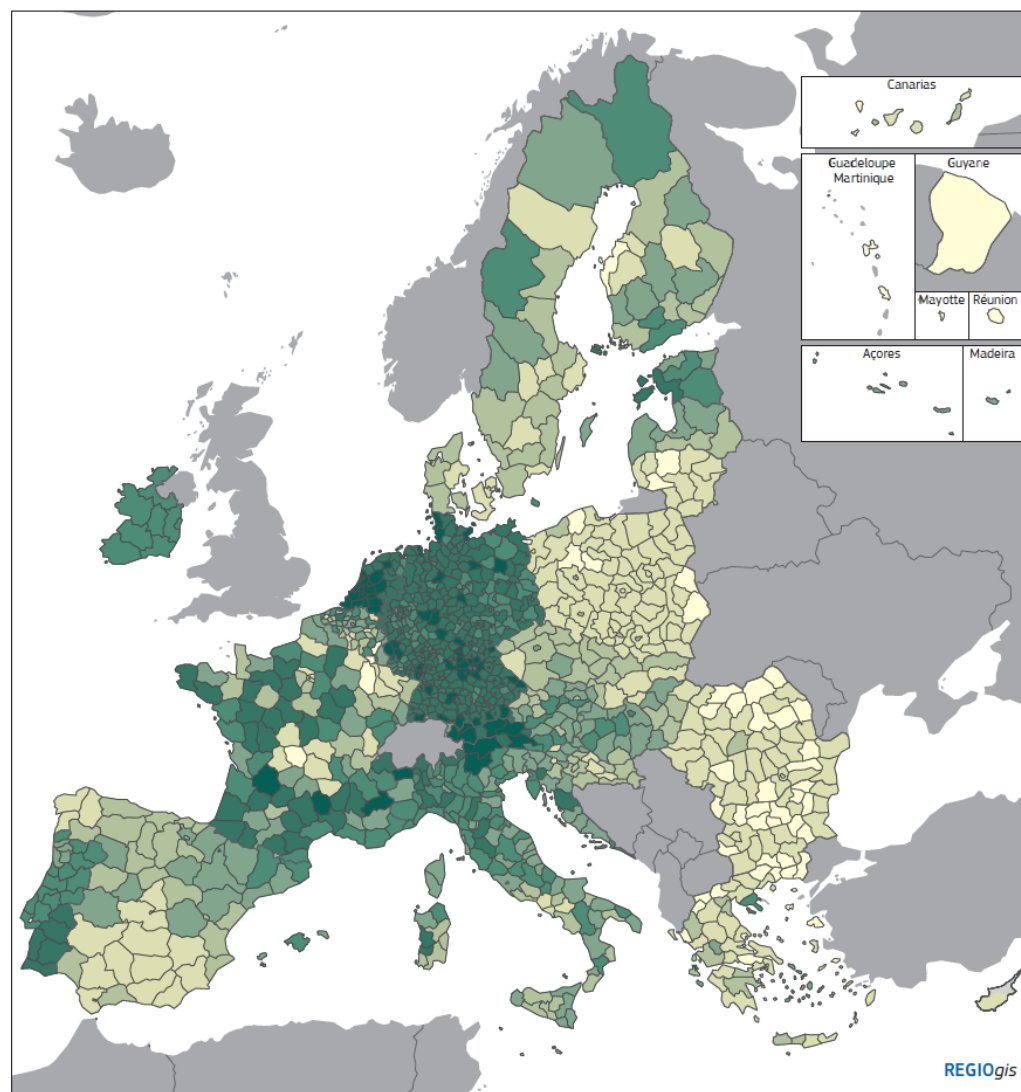 Canarias
Guadeloupe
Martinique
Guyane
Mayotte
Réunion
Açores
Madeira
REGIOgis